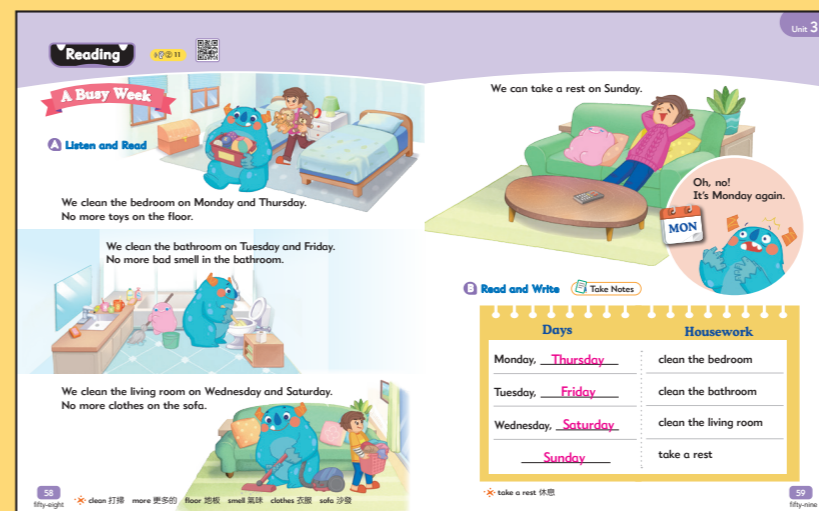 Unit 3
Reading
11
A Busy Week
A Listen and Read
We clean the bedroom on Monday and Thursday.
No more toys on the floor.
We clean the bathroom on Tuesday and Friday.
No more bad smell in the bathroom.
We clean the living room on Wednesday and Saturday.
No more clothes on the sofa.
58
fifty-eight
clean 打掃 more 更多的 floor 地板 smell 氣味 clothes 衣服 sofa 沙發
We can take a rest on Sunday.
Oh, no!
It's Monday again.
MON
B Read and Write Take Notes
Days Housework
Monday, Thursday clean the bedroom
Tuesday, Friday clean the bathroom
Wednesday, Saturday clean the living room
Sunday take a rest
take a rest 休息
59
fifty-nine